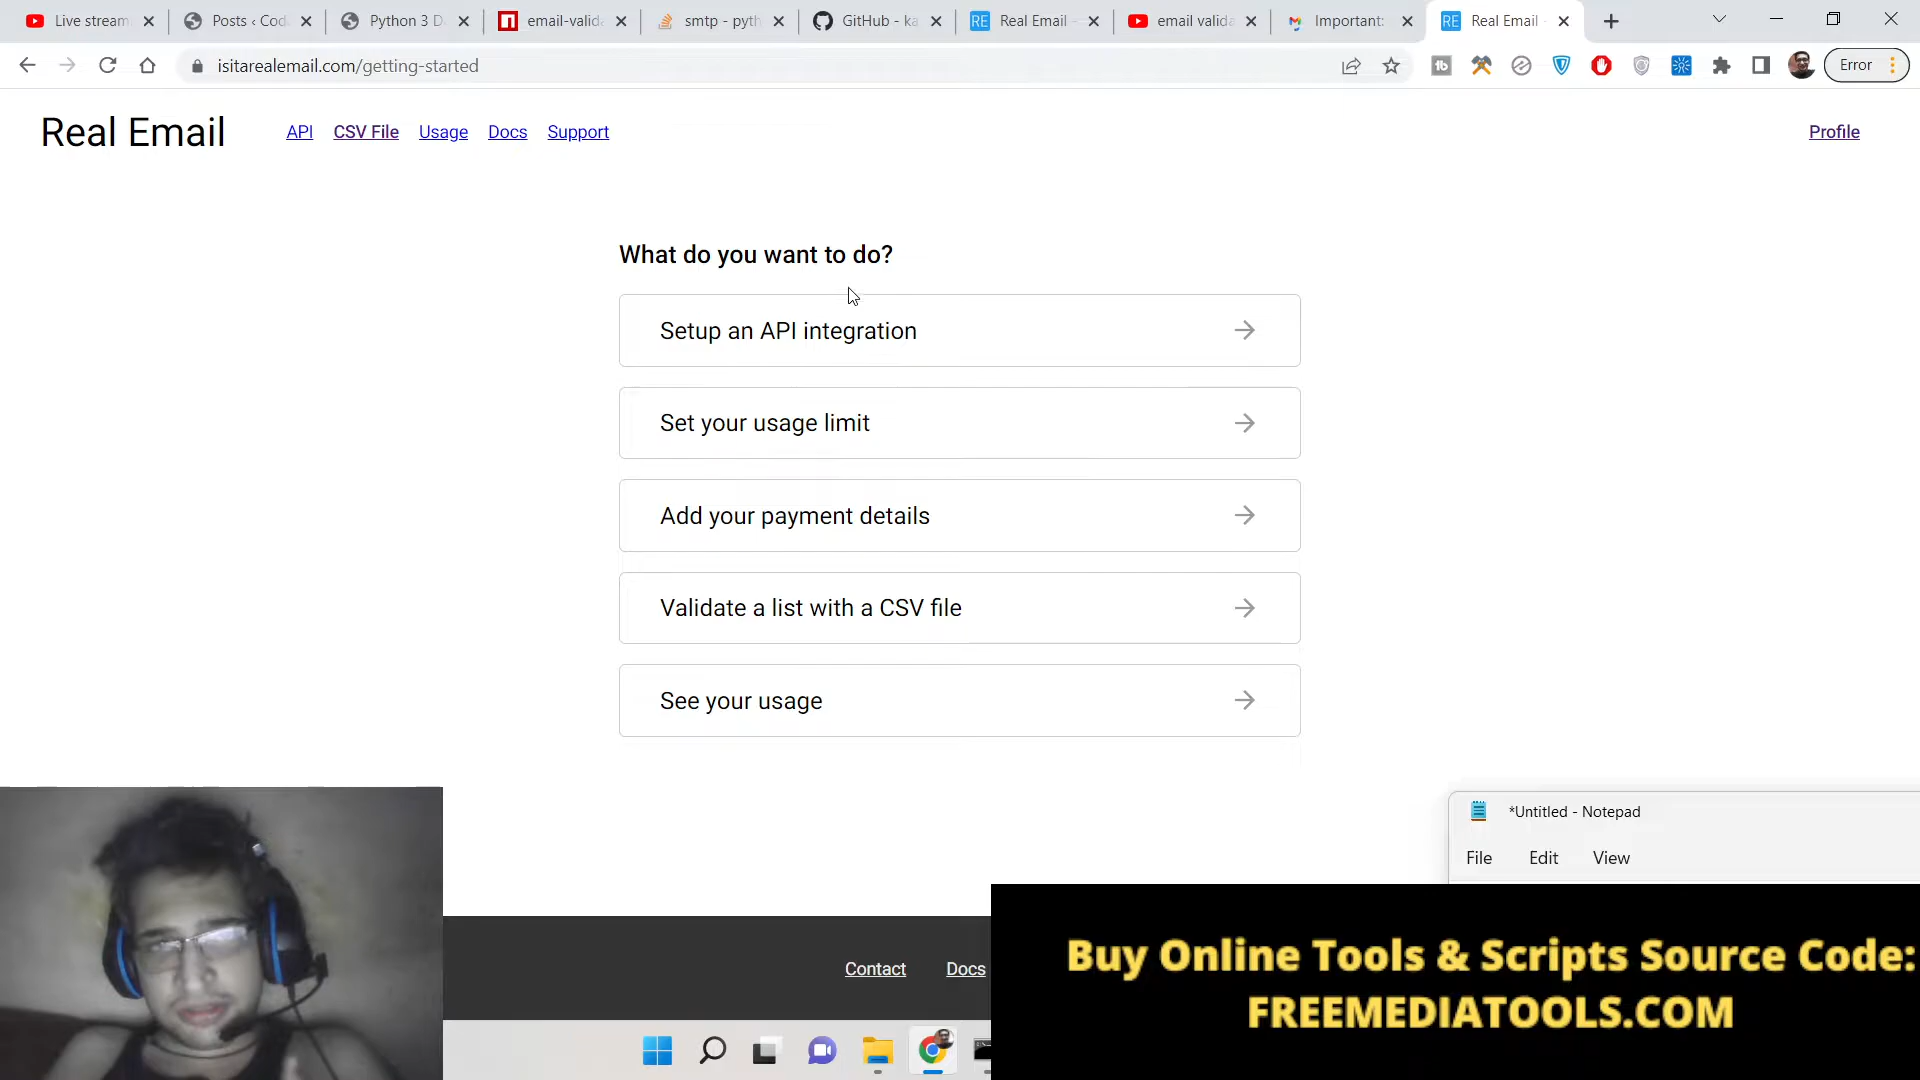 Live stream
Posts ‹ Cod
Python 3 D
email-valida
smtp - pyth
GitHub - ka
Real Email -
email valida
Important:
Real Email -
isitarealemail.com/getting-started
Error
Real Email
API
CSV File
Usage
Docs
Support
Profile
What do you want to do?
Setup an API integration
Set your usage limit
Add your payment details
Validate a list with a CSV file
See your usage
*Untitled - Notepad
File
Edit
View
Contact
Docs
Buy Online Tools & Scripts Source Code:
FREEMEDIATOOLS.COM